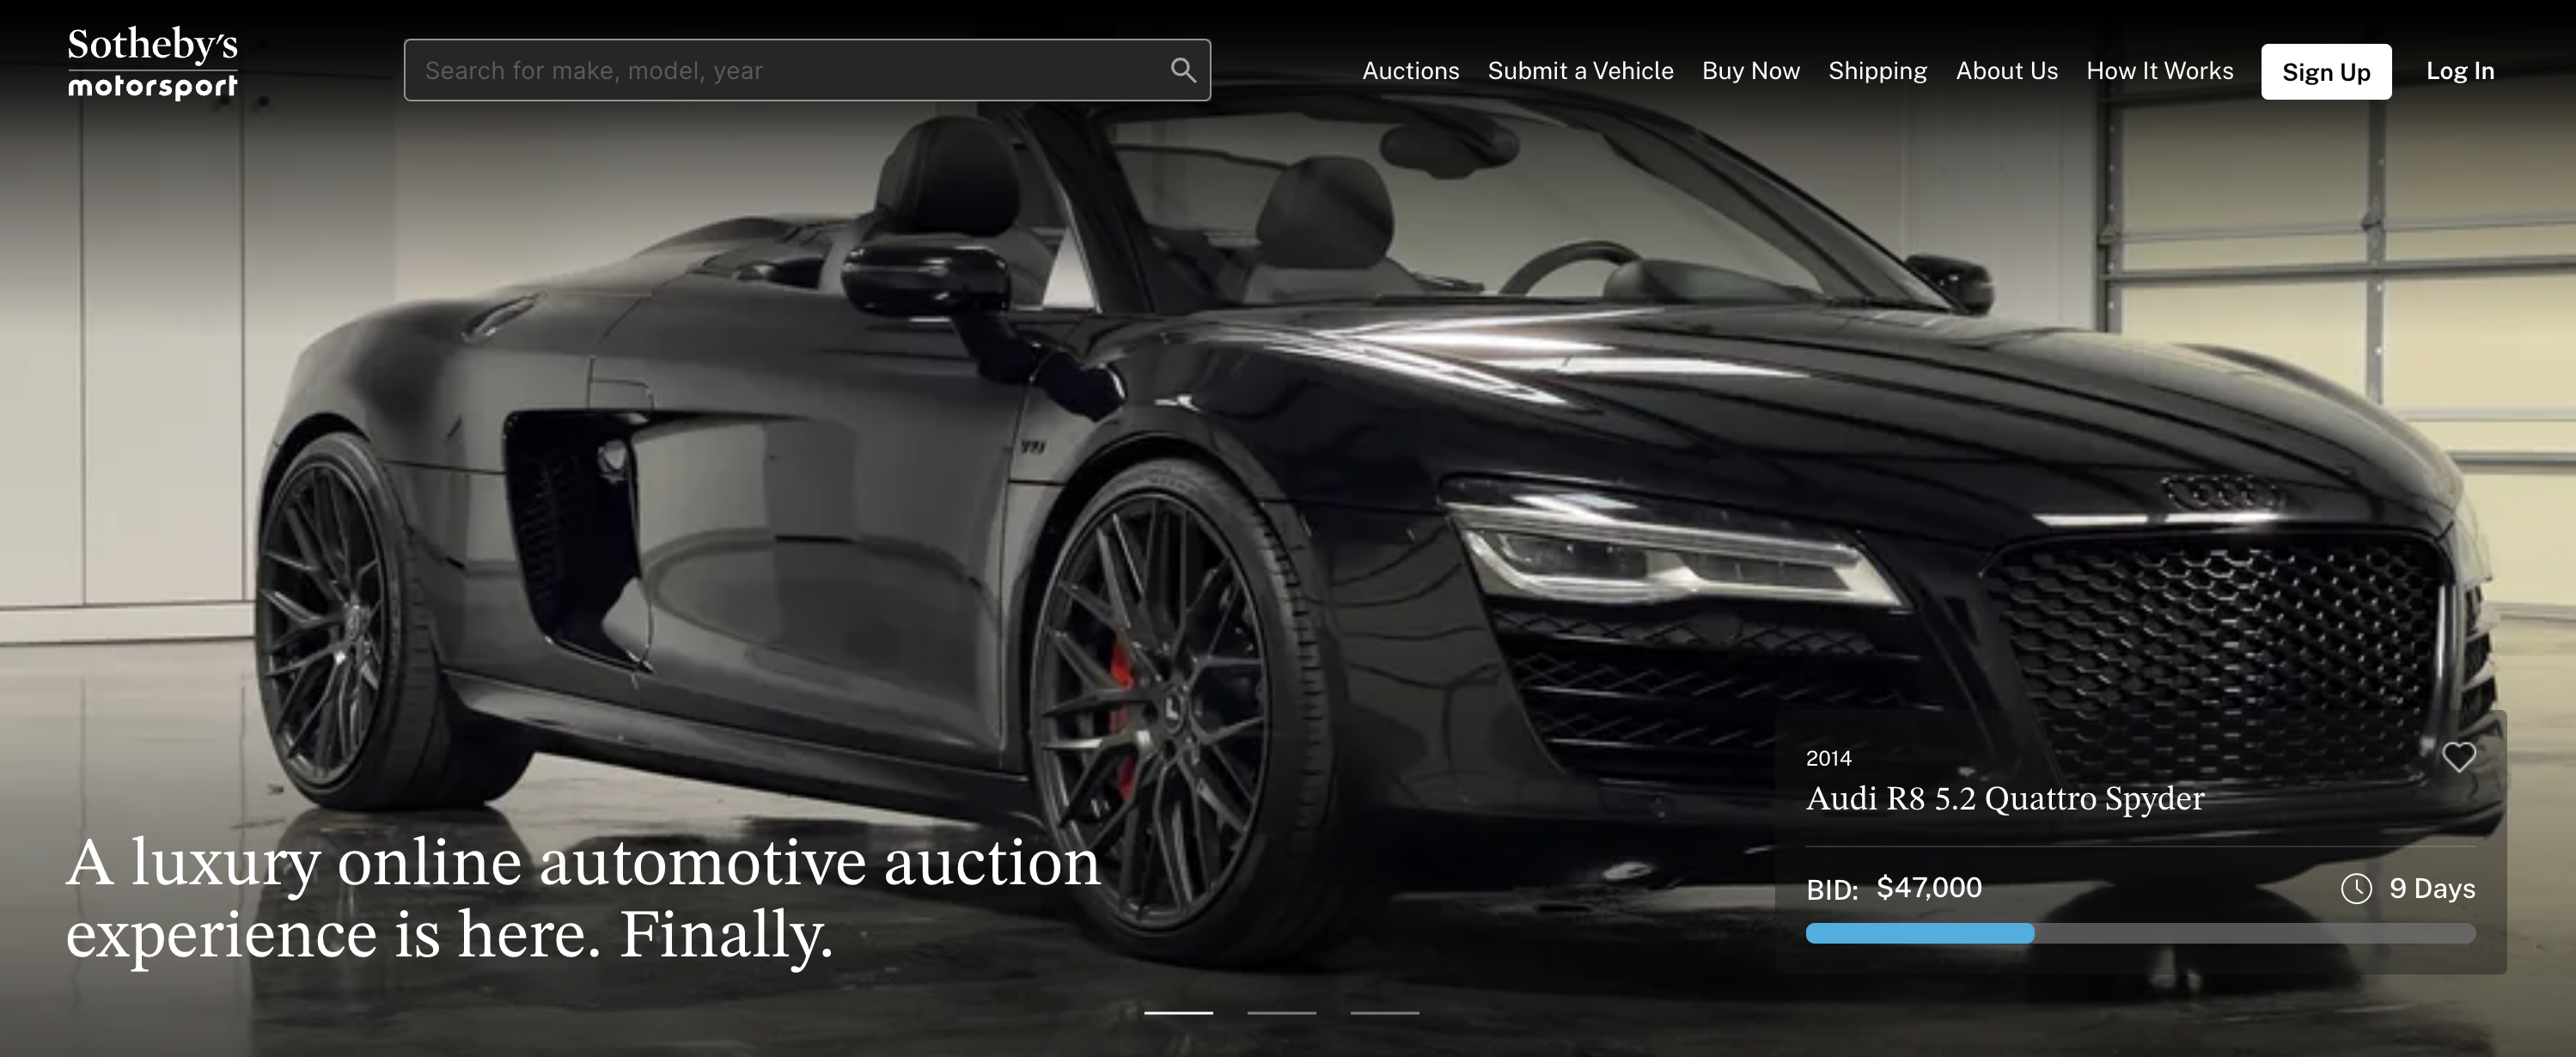 Sotheby's
motorsport
Search for make, model, year
Auctions Submit a Vehicle Buy Now Shipping About Us How It Works Sign Up Log In
V10
2014
Audi R8 5.2 Quattro Spyder
BID: $47,000 9 Days
A luxury online automotive auction
experience is here. Finally.